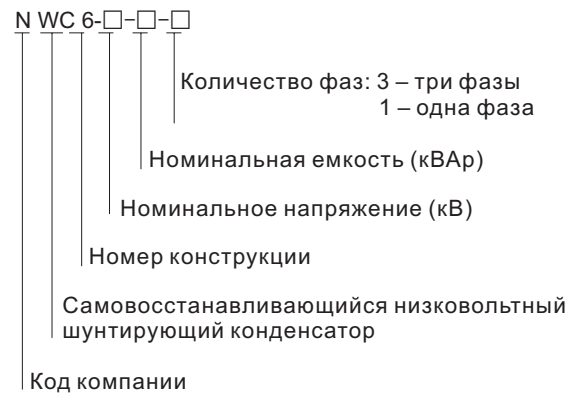 N WC 6-□-□-□
Количество фаз: 3 – три фазы
1 – одна фаза
Номинальная емкость (кВАр)
Номинальное напряжение (кВ)
Номер конструкции
Самовосстанавливающийся низковольтный
шунтирующий конденсатор
Код компании